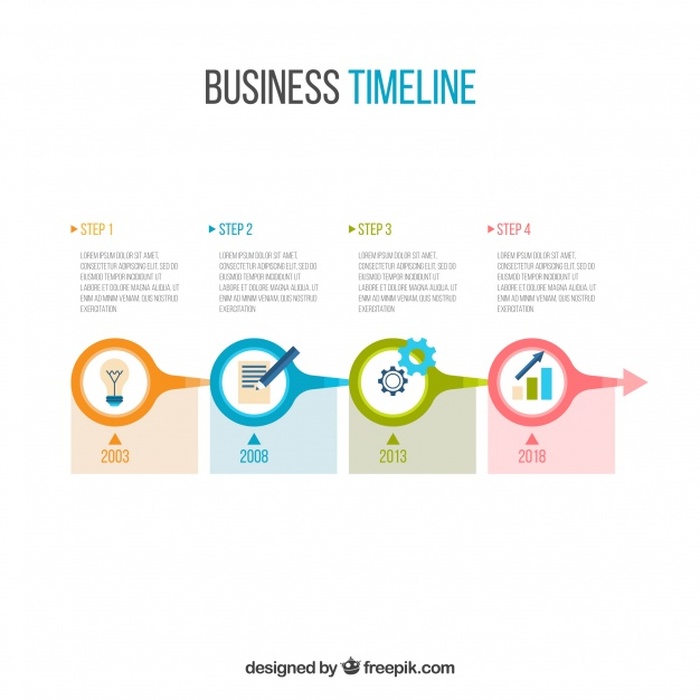 BUSINESS TIMELINE
STEP 1
LOREM IPSUM DOLOR SIT AMET,
CONSECTETUR ADIPISCING ELIT, SED DO
EIUSMOD TEMPOR INCIDIDUNT UT
LABORE ET DOLORE MAGNA ALIQUA. UT
ENIM AD MINIM VENIAM, QUIS NOSTRUD
EXERCITATION
STEP 2
LOREM IPSUM DOLOR SIT AMET,
CONSECTETUR ADIPISCING ELIT, SED DO
EIUSMOD TEMPOR INCIDIDUNT UT
LABORE ET DOLORE MAGNA ALIQUA. UT
ENIM AD MINIM VENIAM, QUIS NOSTRUD
EXERCITATION
STEP 3
LOREM IPSUM DOLOR SIT AMET,
CONSECTETUR ADIPISCING ELIT, SED DO
EIUSMOD TEMPOR INCIDIDUNT UT
LABORE ET DOLORE MAGNA ALIQUA. UT
ENIM AD MINIM VENIAM, QUIS NOSTRUD
EXERCITATION
STEP 4
LOREM IPSUM DOLOR SIT AMET,
CONSECTETUR ADIPISCING ELIT, SED DO
EIUSMOD TEMPOR INCIDIDUNT UT
LABORE ET DOLORE MAGNA ALIQUA. UT
ENIM AD MINIM VENIAM, QUIS NOSTRUD
EXERCITATION
2003
2008
2013
2018
designed by freepik.com